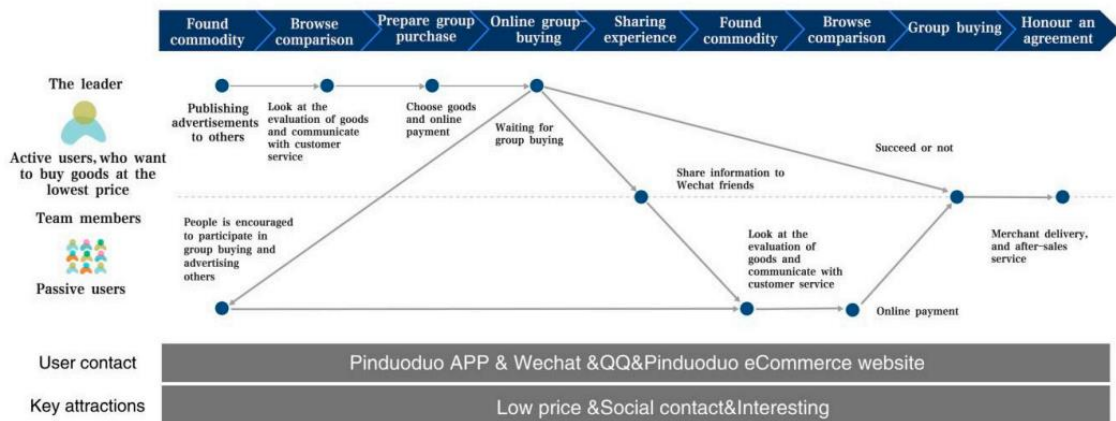 Found
commodity
Browse
comparison
Prepare group
purchase
Online group-
buying
Sharing
experience
Found
commodity
Browse
comparison
Group buying
Honour an
agreement
The leader
Active users, who want
to buy goods at the
lowest price
Publishing
advertisements
to others
Look at the
evaluation of goods
and communicate
with customer
service
Choose goods
and online
payment
Waiting for
group buying
Succeed or not
Share information to
Wechat friends
Team members
Passive users
People is encouraged
to participate in
group buying and
advertising
others
Look at the
evaluation of
goods and
communicate with
customer service
Merchant delivery,
and after-sales
service
Online payment
User contact
Pinduoduo APP & Wechat &QQ&Pinduoduo eCommerce website
Key attractions
Low price &Social contact&Interesting